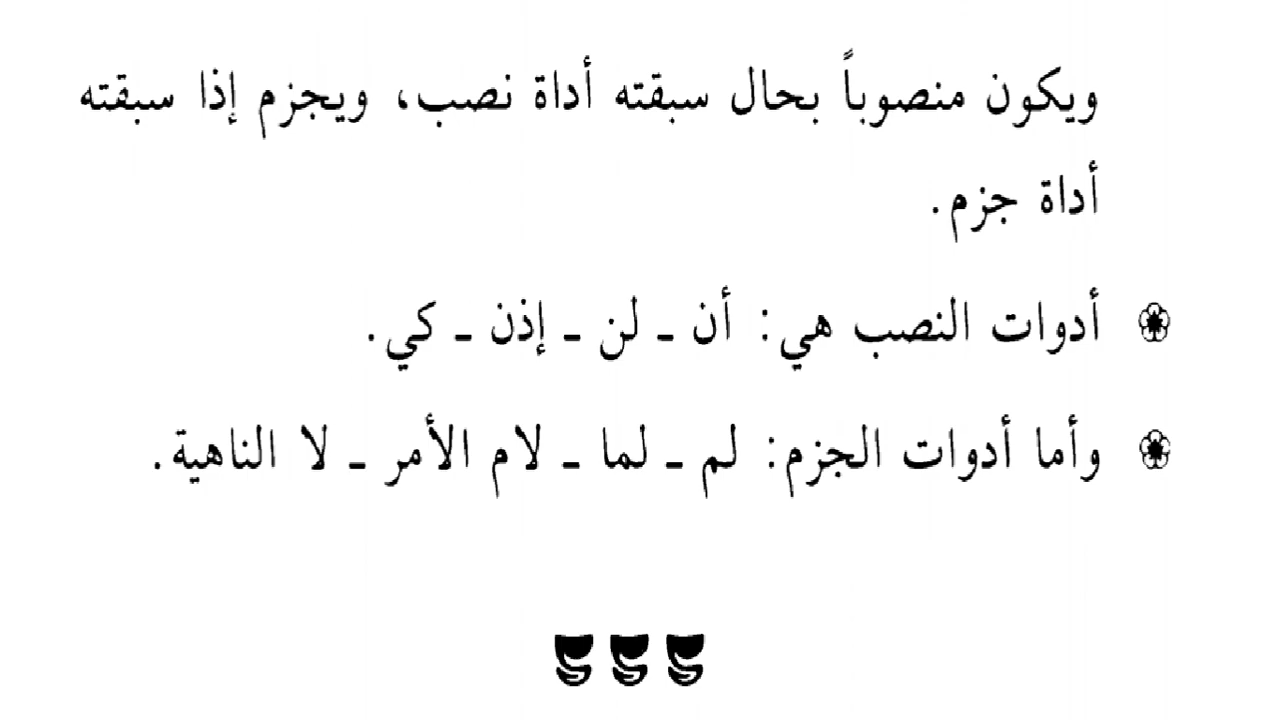 ويكون منصوباً بحال سبقته أداة نصب، ويجزم إذا سبقته
أداة جزم.
أدوات النصب هي: أن ـ لن ـ إذن ـ كي.
وأما أدوات الجزم: لم ـ لما ـ لام الأمر ـ لا الناهية.